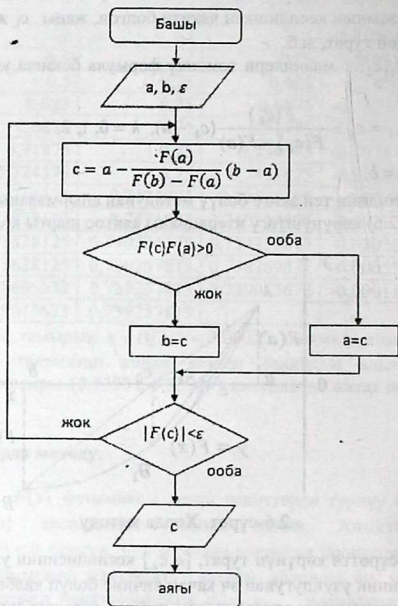 Башы
a, b, ε
c = a − F(a) / F(b) − F(a) (b − a)
F(c)F(a)>0
ооба
жок
b=c
a=c
жок
|F(c)|<ε
ооба
c
аягы